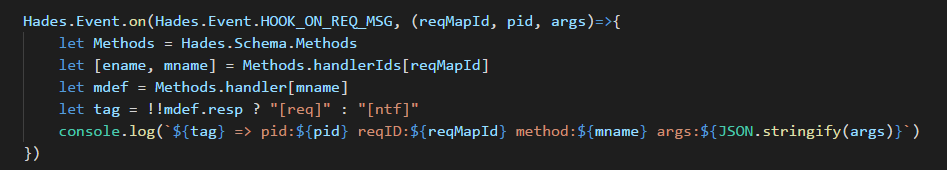 Hades.Event.on(Hades.Event.HOOK_ON_REQ_MSG, (reqMapId, pid, args)=>{
    let Methods = Hades.Schema.Methods
    let [ename, mname] = Methods.handlerIds[reqMapId]
    let mdef = Methods.handler[mname]
    let tag = !!mdef.resp ? "[req]" : "[ntf]"
    console.log(`${tag} => pid:${pid} reqID:${reqMapId} method:${mname} args:${JSON.stringify(args)}`)
})